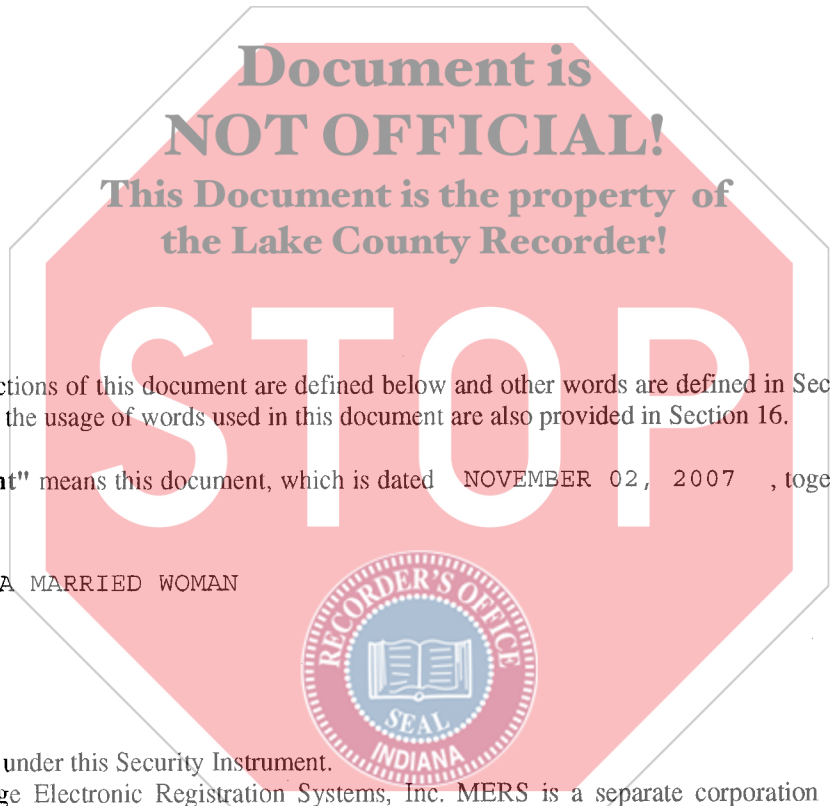 Document is
NOT OFFICIAL!
This Document is the property of
the Lake County Recorder!
STOP
ctions of this document are defined below and other words are defined in Sec
the usage of words used in this document are also provided in Section 16.
nt" means this document, which is dated NOVEMBER 02, 2007 , toge
A MARRIED WOMAN
RECORDER'S OFFICE
SEAL
INDIANA
under this Security Instrument.
ge Electronic Registration Systems, Inc. MERS is a separate corporation